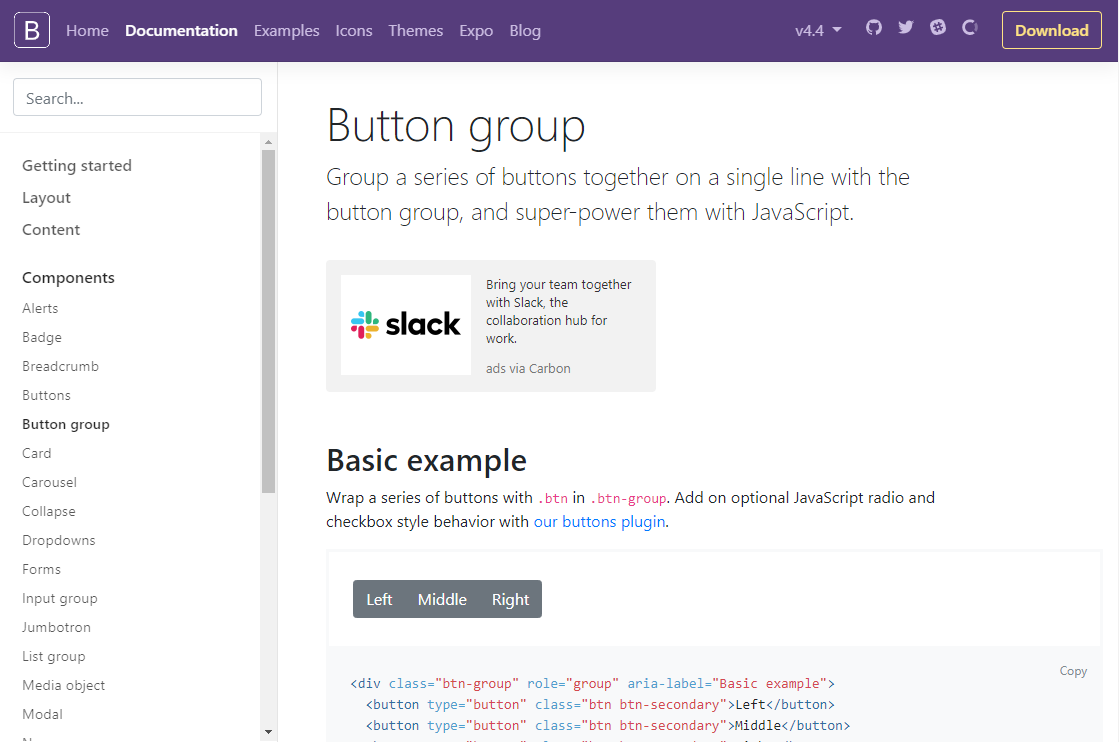 B Home Documentation Examples Icons Themes Expo Blog v4.4 Download
Search...
Getting started
Layout
Content
Components
Alerts
Badge
Breadcrumb
Buttons
Button group
Card
Carousel
Collapse
Dropdowns
Forms
Input group
Jumbotron
List group
Media object
Modal
Button group
Group a series of buttons together on a single line with the
button group, and super-power them with JavaScript.
slack
Bring your team together
with Slack, the
collaboration hub for
work.
ads via Carbon
Basic example
Wrap a series of buttons with .btn in .btn-group. Add on optional JavaScript radio and
checkbox style behavior with our buttons plugin.
Left Middle Right
Copy
<div class="btn-group" role="group" aria-label="Basic example">
<button type="button" class="btn btn-secondary">Left</button>
<button type="button" class="btn btn-secondary">Middle</button>